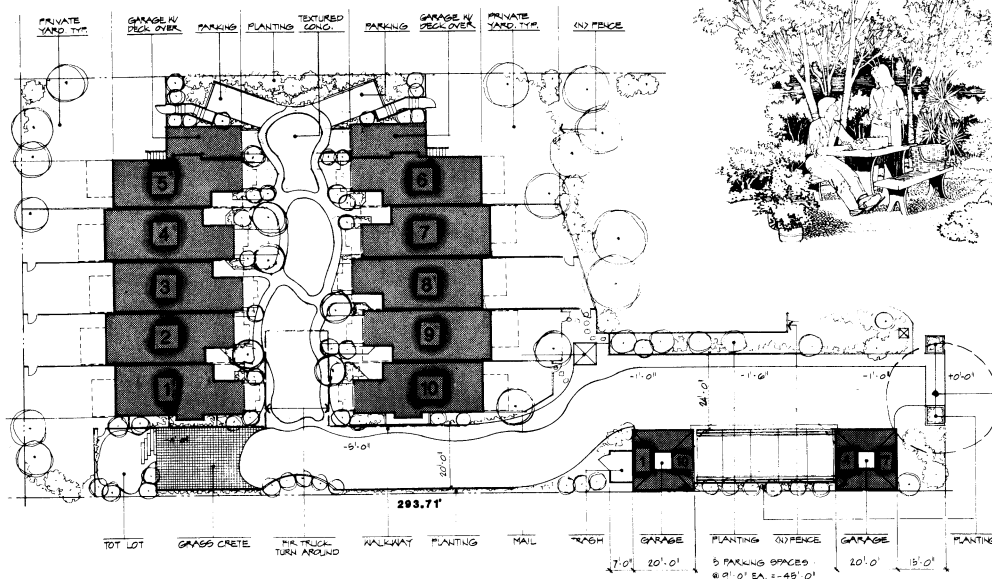 PRIVATE YARD. TYP.
GARAGE W/ DECK OVER
PARKING
PLANTING
TEXTURED CONC.
PARKING
GARAGE W/ DECK OVER
PRIVATE YARD. TYP.
(N) FENCE
5
6
4
7
3
8
2
9
1
10
-1'-0"
-1'-6"
-1'-0"
+0'-0"
24'-0"
-5'-0"
20'-0"
1
293.71'
TOT LOT
GRASS CRETE
FIR TRUCK TURN AROUND
WALKWAY
PLANTING
MAIL
TRASH
GARAGE
PLANTING
(N) FENCE
GARAGE
PLANTING
7'-0"
20'-0"
5 PARKING SPACES
@ 9'-0" EA. = 45'-0"
20'-0'
15'-0"